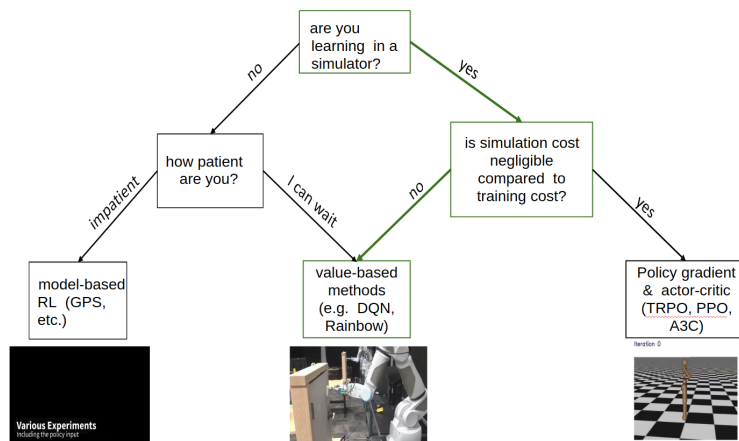 are you
learning in a
simulator?
no
yes
how patient
are you?
is simulation cost
negligible
compared to
training cost?
impatient
I can wait
no
yes
model-based
RL (GPS,
etc.)
value-based
methods
(e.g. DQN,
Rainbow)
Policy gradient
& actor-critic
(TRPO, PPO,
A3C)
Iteration 0
Various Experiments
Including the policy input